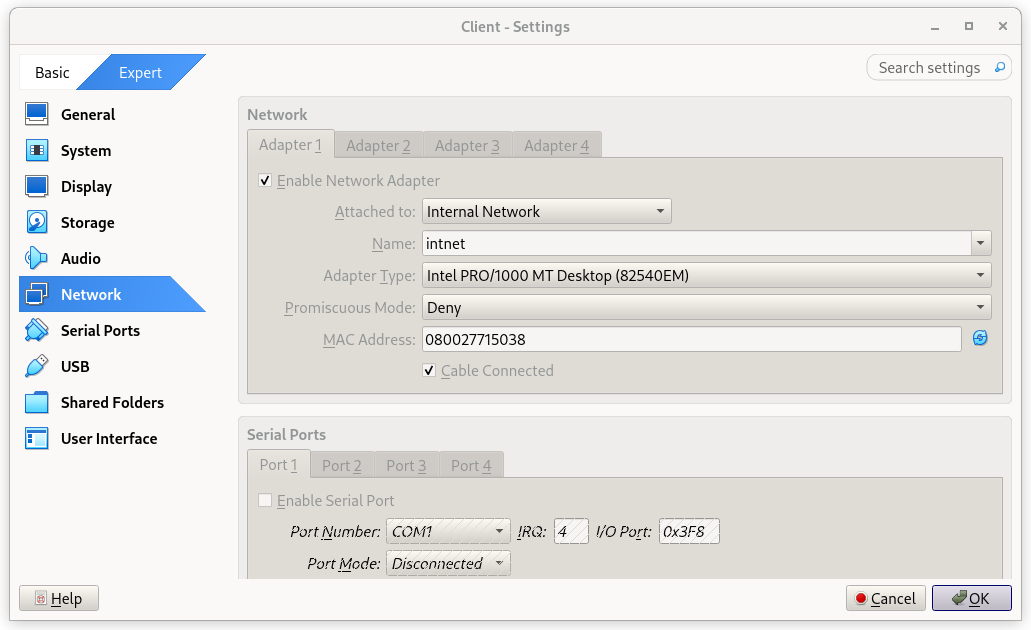 Client - Settings
Basic
Expert
Search settings
General
System
Display
Storage
Audio
Network
Serial Ports
USB
Shared Folders
User Interface
Network
Adapter 1 Adapter 2 Adapter 3 Adapter 4
Enable Network Adapter
Attached to: Internal Network
Name: intnet
Adapter Type: Intel PRO/1000 MT Desktop (82540EM)
Promiscuous Mode: Deny
MAC Address: 080027715038
Cable Connected
Serial Ports
Port 1 Port 2 Port 3 Port 4
Enable Serial Port
Port Number: COM1 IRQ: 4 I/O Port: 0x3F8
Port Mode: Disconnected
Help
Cancel
OK